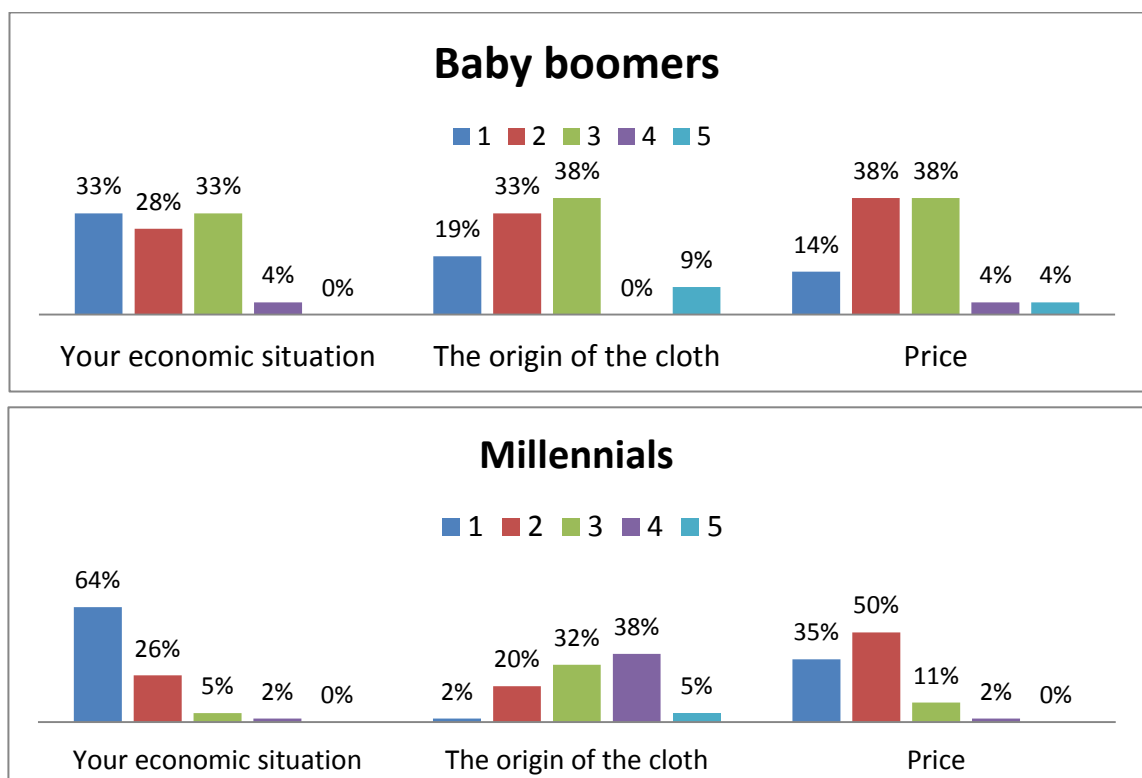 Baby boomers
1 2 3 4 5
33% 28% 33% 4% 0% 19% 33% 38% 0% 9% 14% 38% 38% 4% 4%
Your economic situation The origin of the cloth Price
Millennials
1 2 3 4 5
64% 26% 5% 2% 0% 2% 20% 32% 38% 5% 35% 50% 11% 2% 0%
Your economic situation The origin of the cloth Price